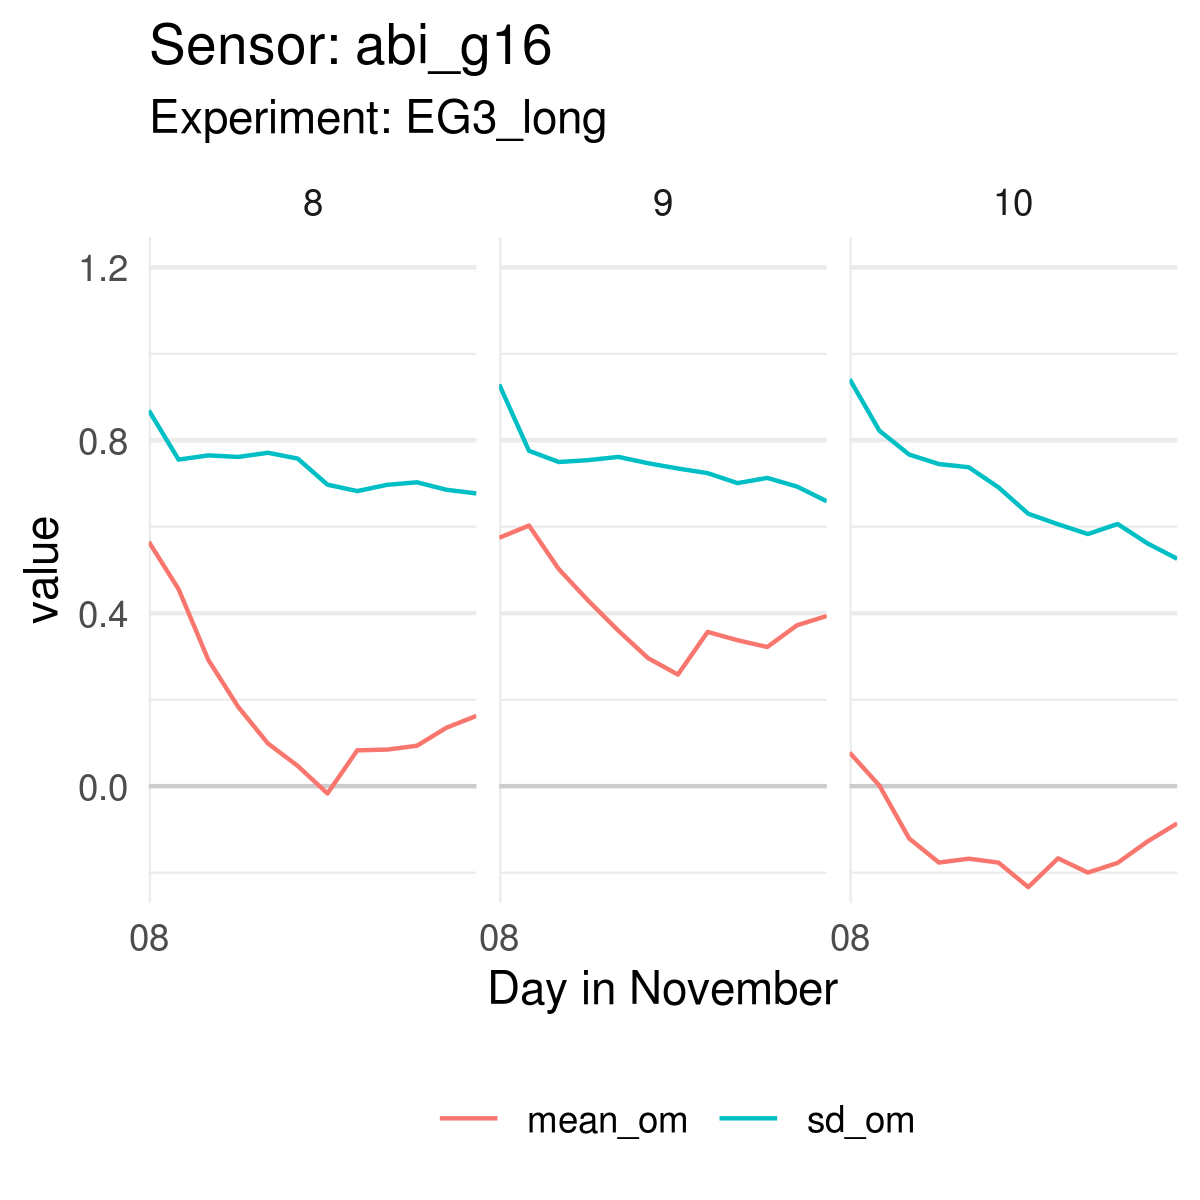 Sensor: abi_g16
Experiment: EG3_long
8 9 10
1.2
0.8
0.4
0.0
value
08 08 08
Day in November
mean_om sd_om